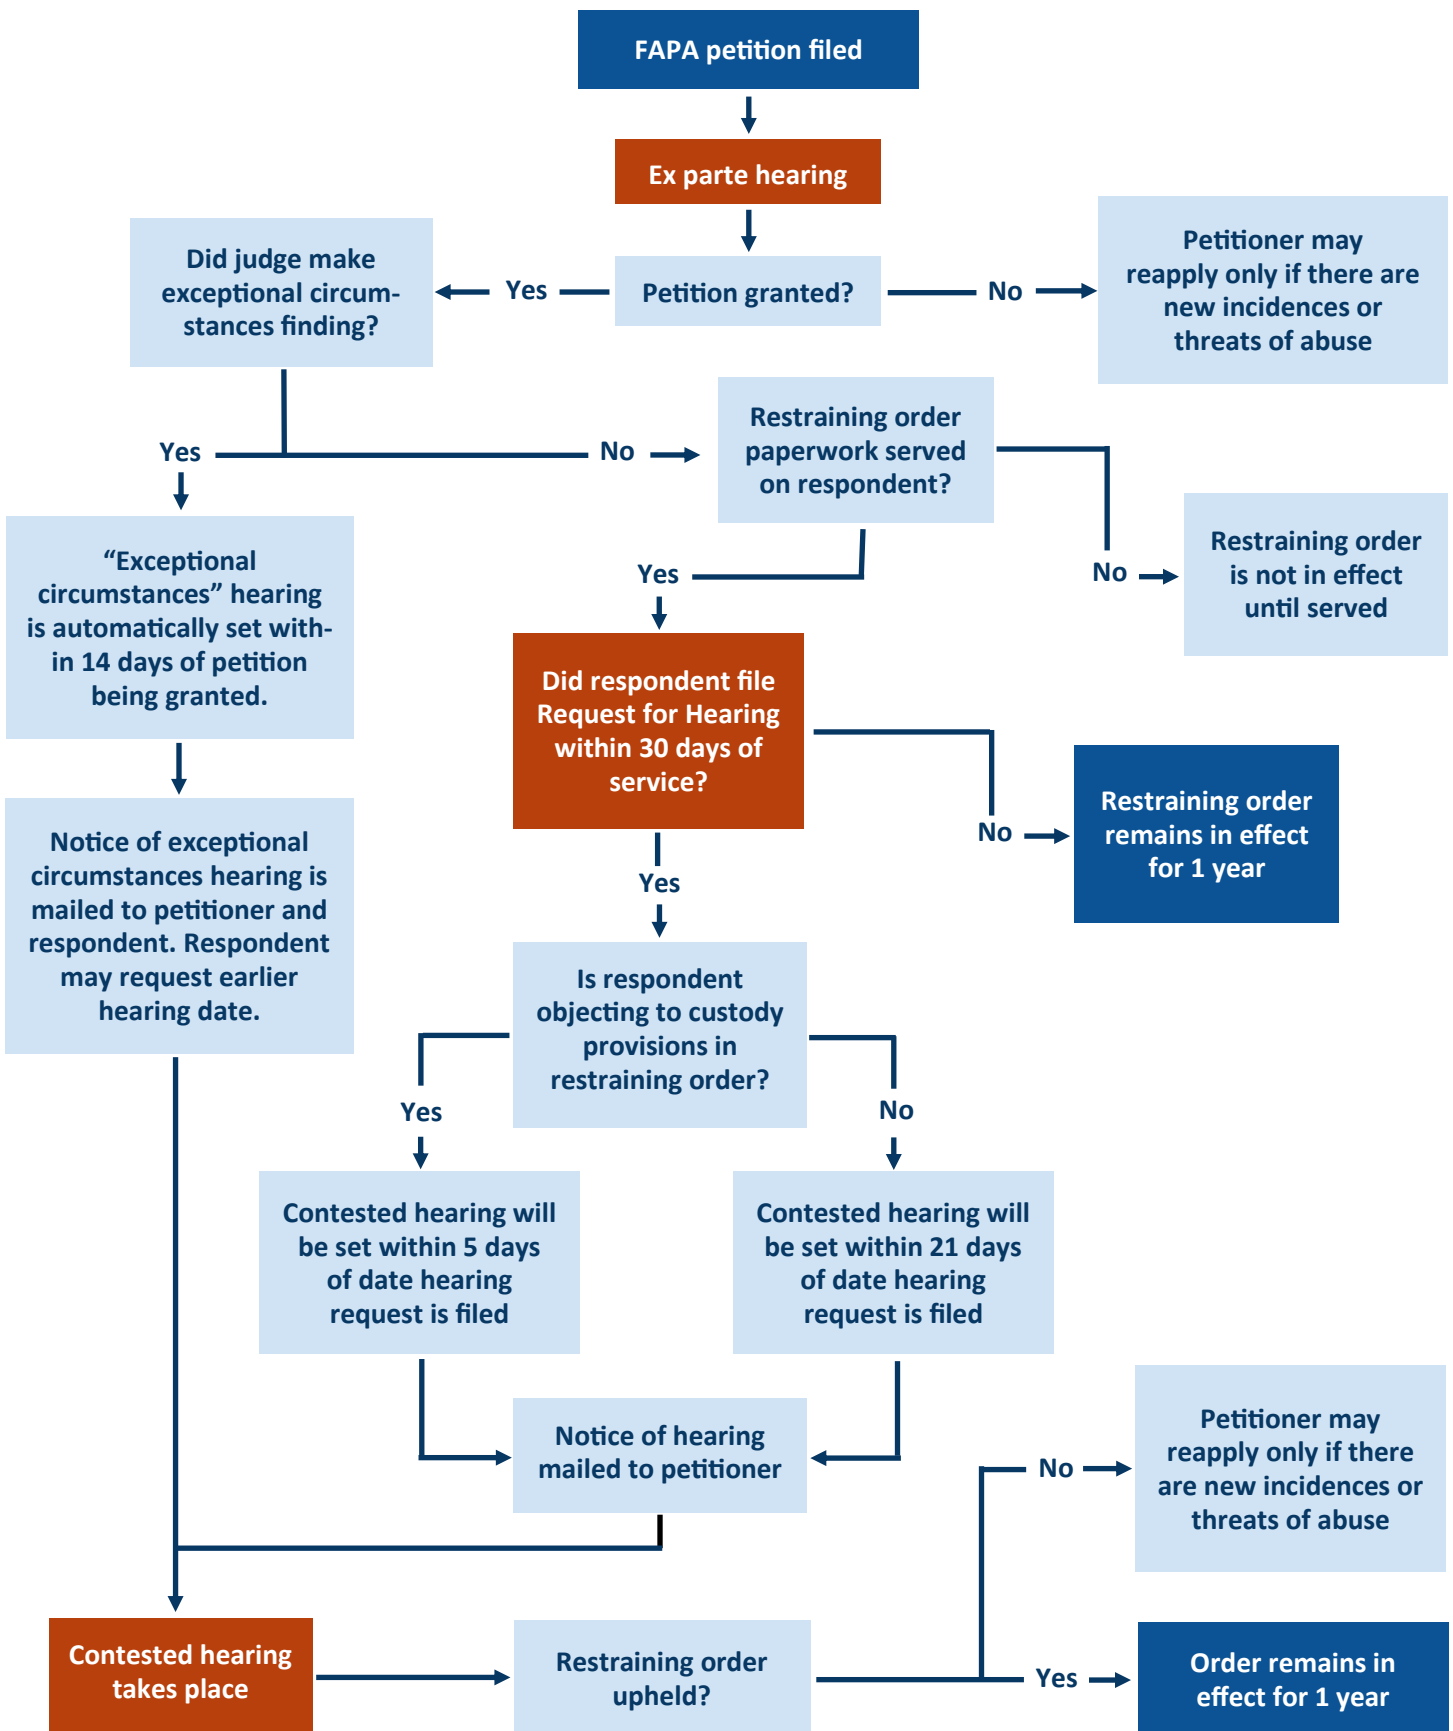 FAPA petition filed
Ex parte hearing
Petition granted?
Yes
No
Petitioner may
reapply only if there are
new incidences or
threats of abuse
Did judge make
exceptional circum-
stances finding?
Yes
No
Restraining order
paperwork served
on respondent?
Yes
No
Restraining order
is not in effect
until served
“Exceptional
circumstances” hearing
is automatically set with-
in 14 days of petition
being granted.
Did respondent file
Request for Hearing
within 30 days of
service?
No
Restraining order
remains in effect
for 1 year
Notice of exceptional
circumstances hearing is
mailed to petitioner and
respondent. Respondent
may request earlier
hearing date.
Yes
Is respondent
objecting to custody
provisions in
restraining order?
Yes
No
Contested hearing will
be set within 5 days
of date hearing
request is filed
Contested hearing will
be set within 21 days
of date hearing
request is filed
Notice of hearing
mailed to petitioner
Contested hearing
takes place
Restraining order
upheld?
No
Petitioner may
reapply only if there
are new incidences or
threats of abuse
Yes
Order remains in
effect for 1 year